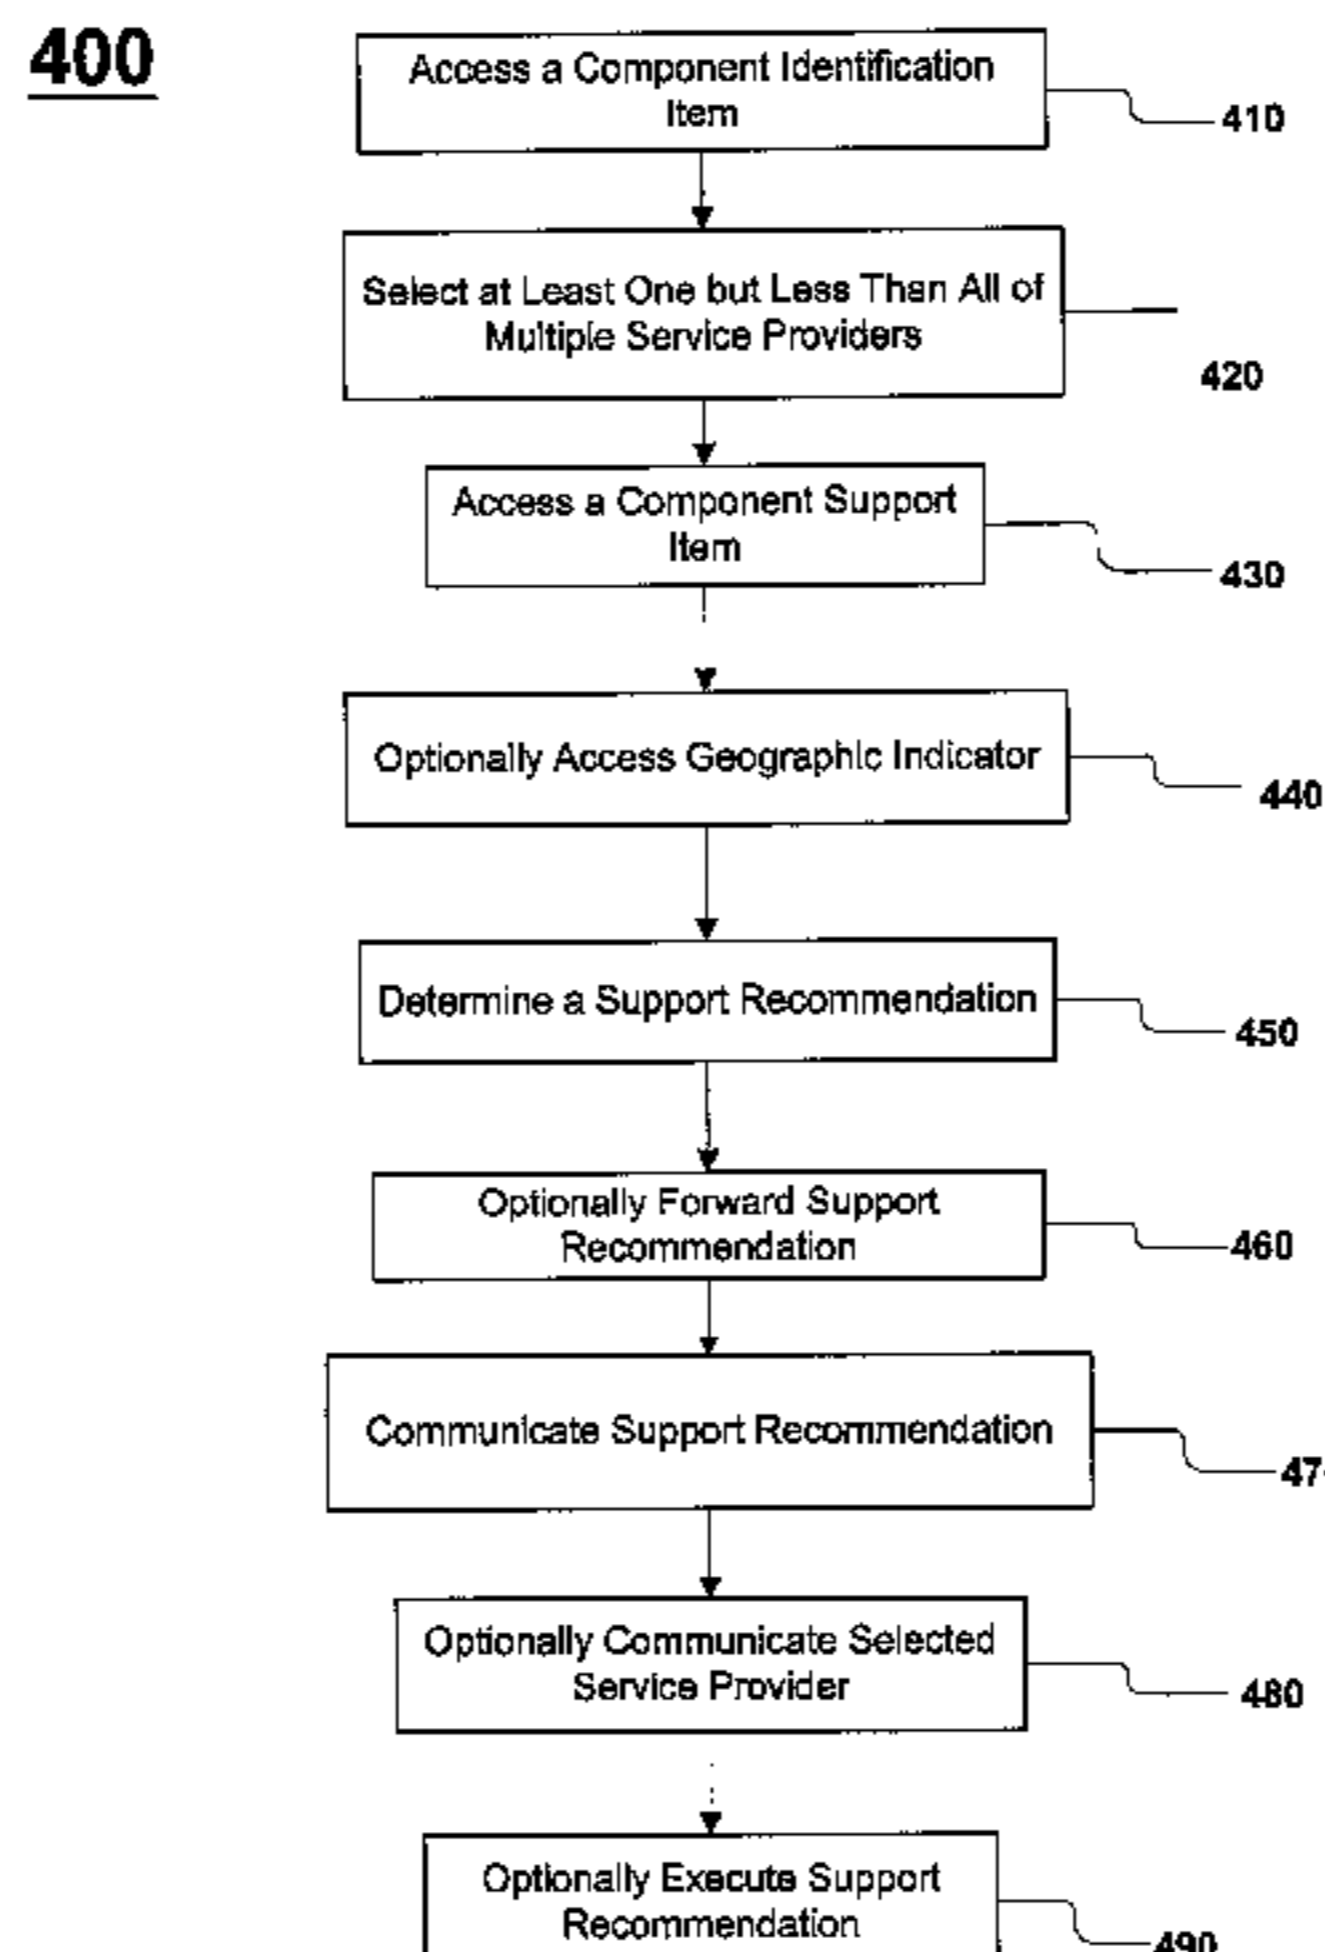 400
Access a Component Identification
Item
410
Select at Least One but Less Than All of
Multiple Service Providers
420
Access a Component Support
Item
430
Optionally Access Geographic Indicator
440
Determine a Support Recommendation
450
Optionally Forward Support
Recommendation
460
Communicate Support Recommendation
47
Optionally Communicate Selected
Service Provider
480
Optionally Execute Support
Recommendation
490